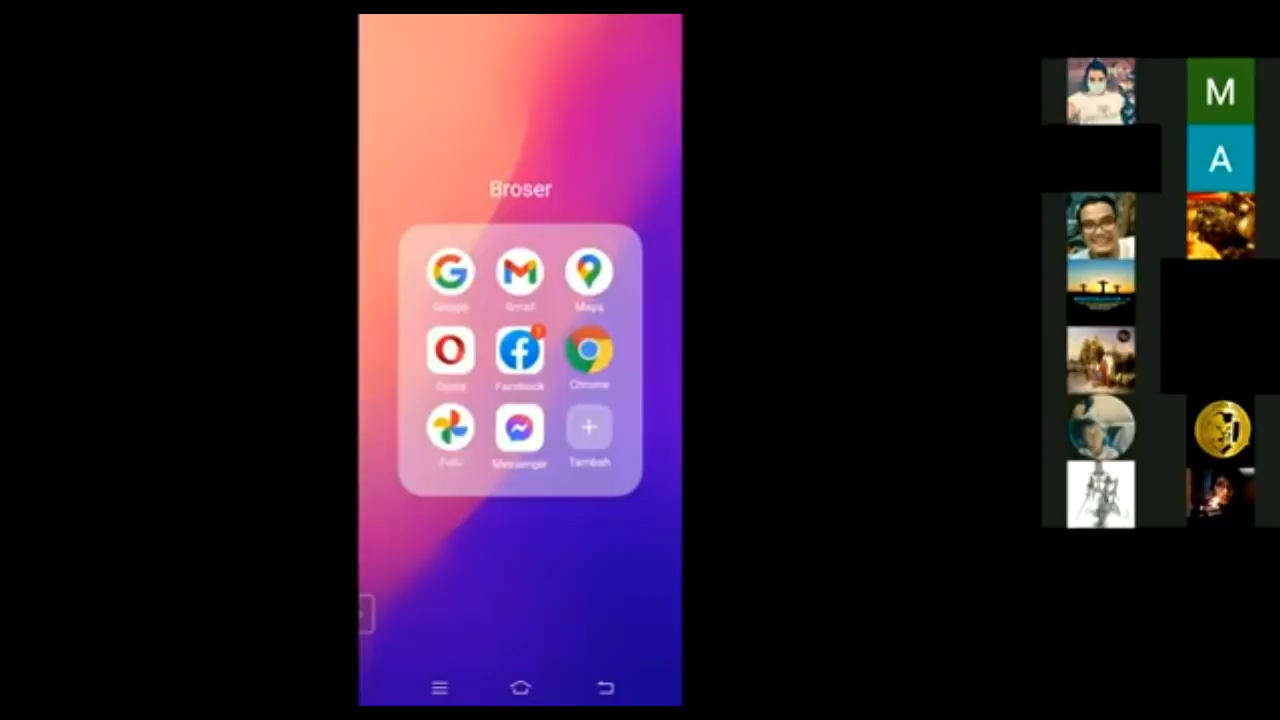 Broser
Google Gmail Maps
Opera Facebook Chrome
Foto Messenger Tambah
M
A